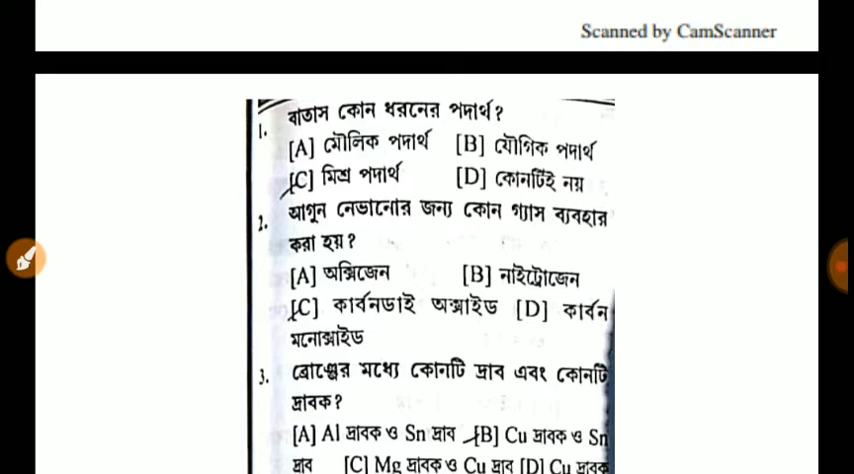 Scanned by CamScanner
1. বাতাস কোন ধরনের পদার্থ?
[A] মৌলিক পদার্থ [B] যৌগিক পদার্থ
[C] মিশ্র পদার্থ [D] কোনটিই নয়
2. আগুন নেভানোর জন্য কোন গ্যাস ব্যবহার
করা হয়?
[A] অক্সিজেন [B] নাইট্রোজেন
[C] কার্বনডাই অক্সাইড [D] কার্বন
মনোক্সাইড
3. ব্রোঞ্জের মধ্যে কোনটি দ্রাব এবং কোনটি
দ্রাবক?
[A] Al দ্রাবক ও Sn দ্রাব [B] Cu দ্রাবক ও Sn
দ্রাব [C] Mg দ্রাবক ও Cu দ্রাব [D] Cu দ্রাবক